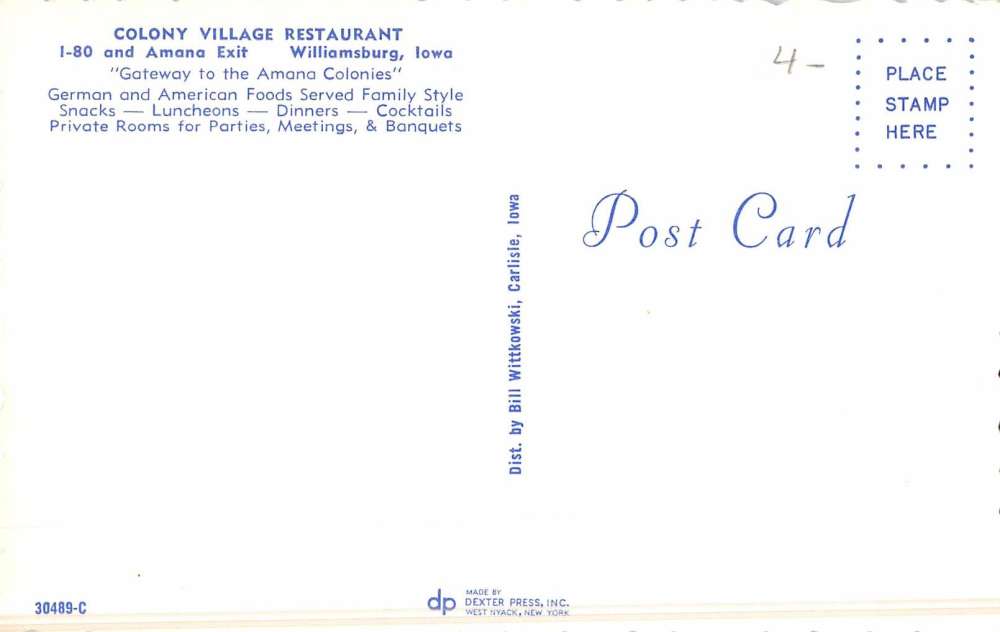 COLONY VILLAGE RESTAURANT
I-80 and Amana Exit Williamsburg, Iowa
"Gateway to the Amana Colonies"
German and American Foods Served Family Style
Snacks — Luncheons — Dinners — Cocktails
Private Rooms for Parties, Meetings, & Banquets
4-
PLACE
STAMP
HERE
Post Card
Dist. by Bill Wittkowski, Carlisle, Iowa
30489-C
dp
MADE BY
DEXTER PRESS, INC.
WEST NYACK, NEW YORK